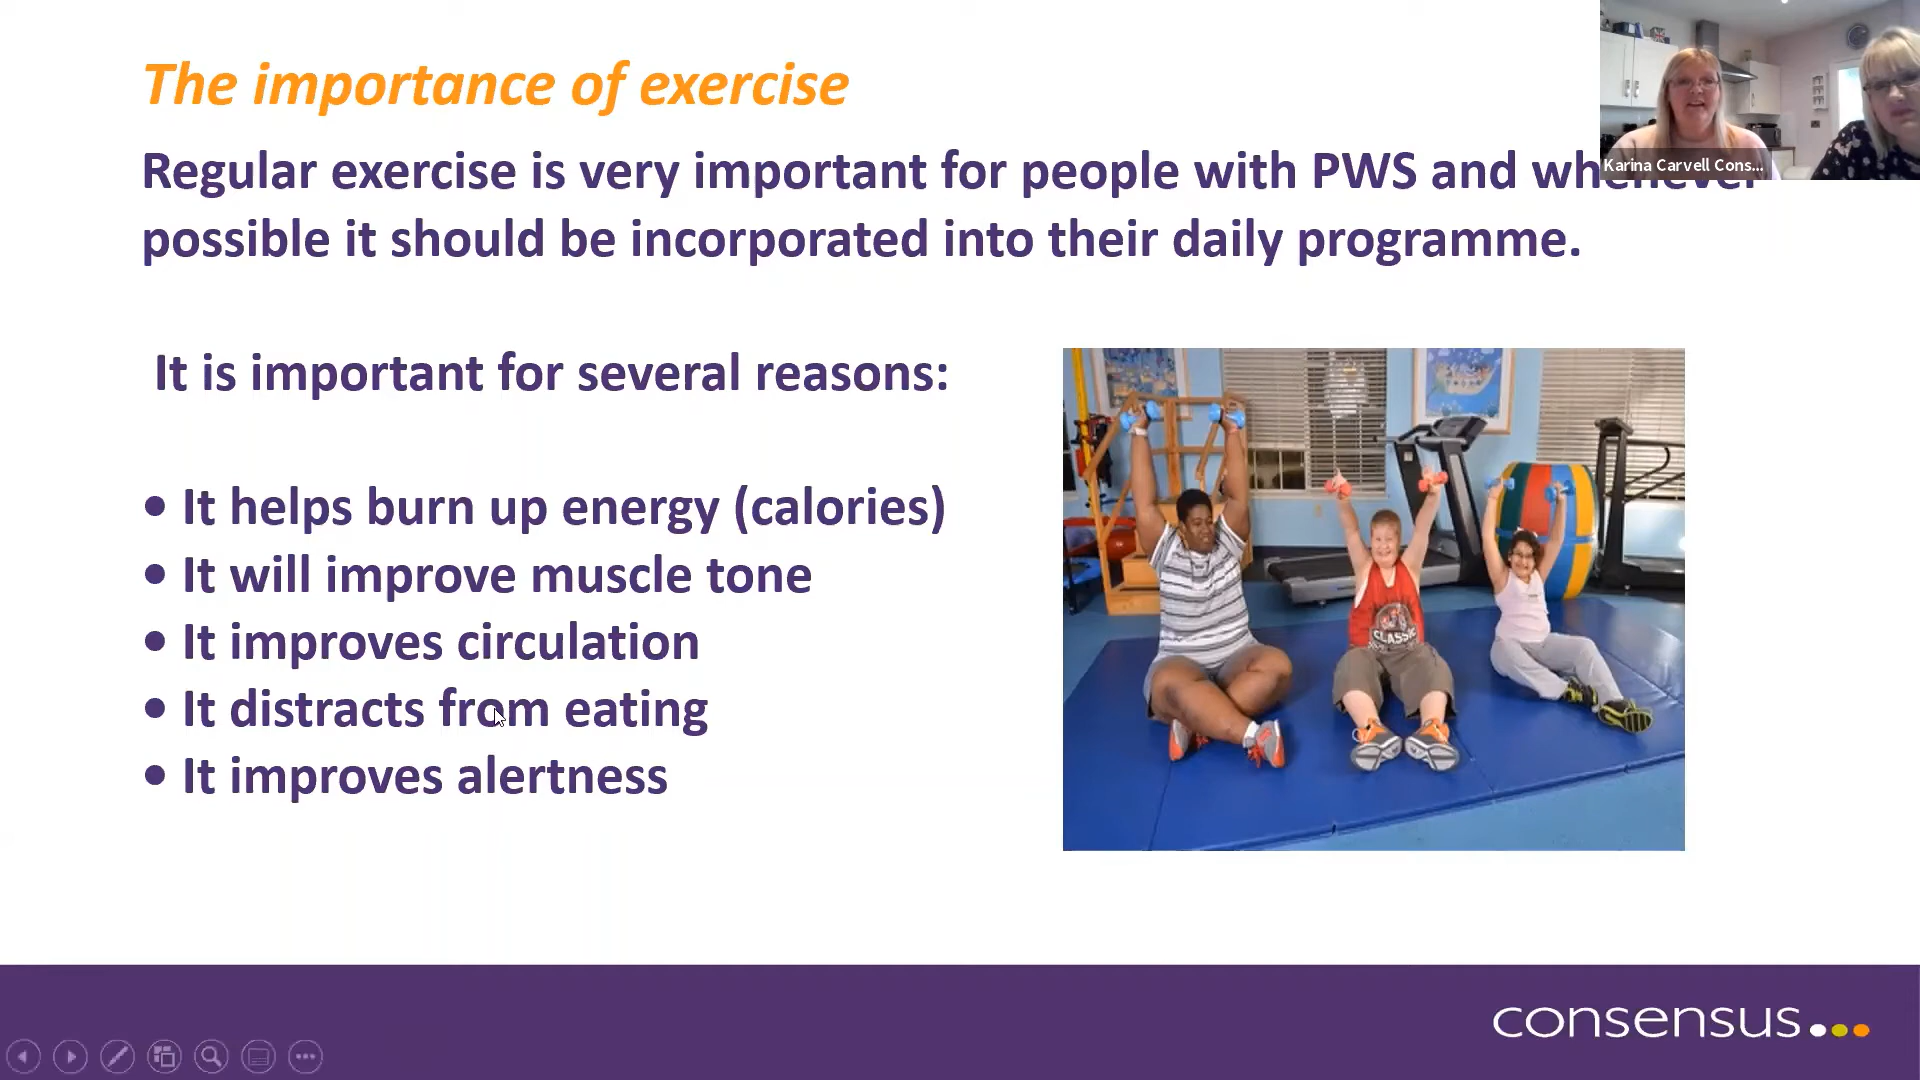 The importance of exercise
Regular exercise is very important for people with PWS and whenever
possible it should be incorporated into their daily programme.
It is important for several reasons:
• It helps burn up energy (calories)
• It will improve muscle tone
• It improves circulation
• It distracts from eating
• It improves alertness
Karina Carvell Cons...
CLASSIC
consensus